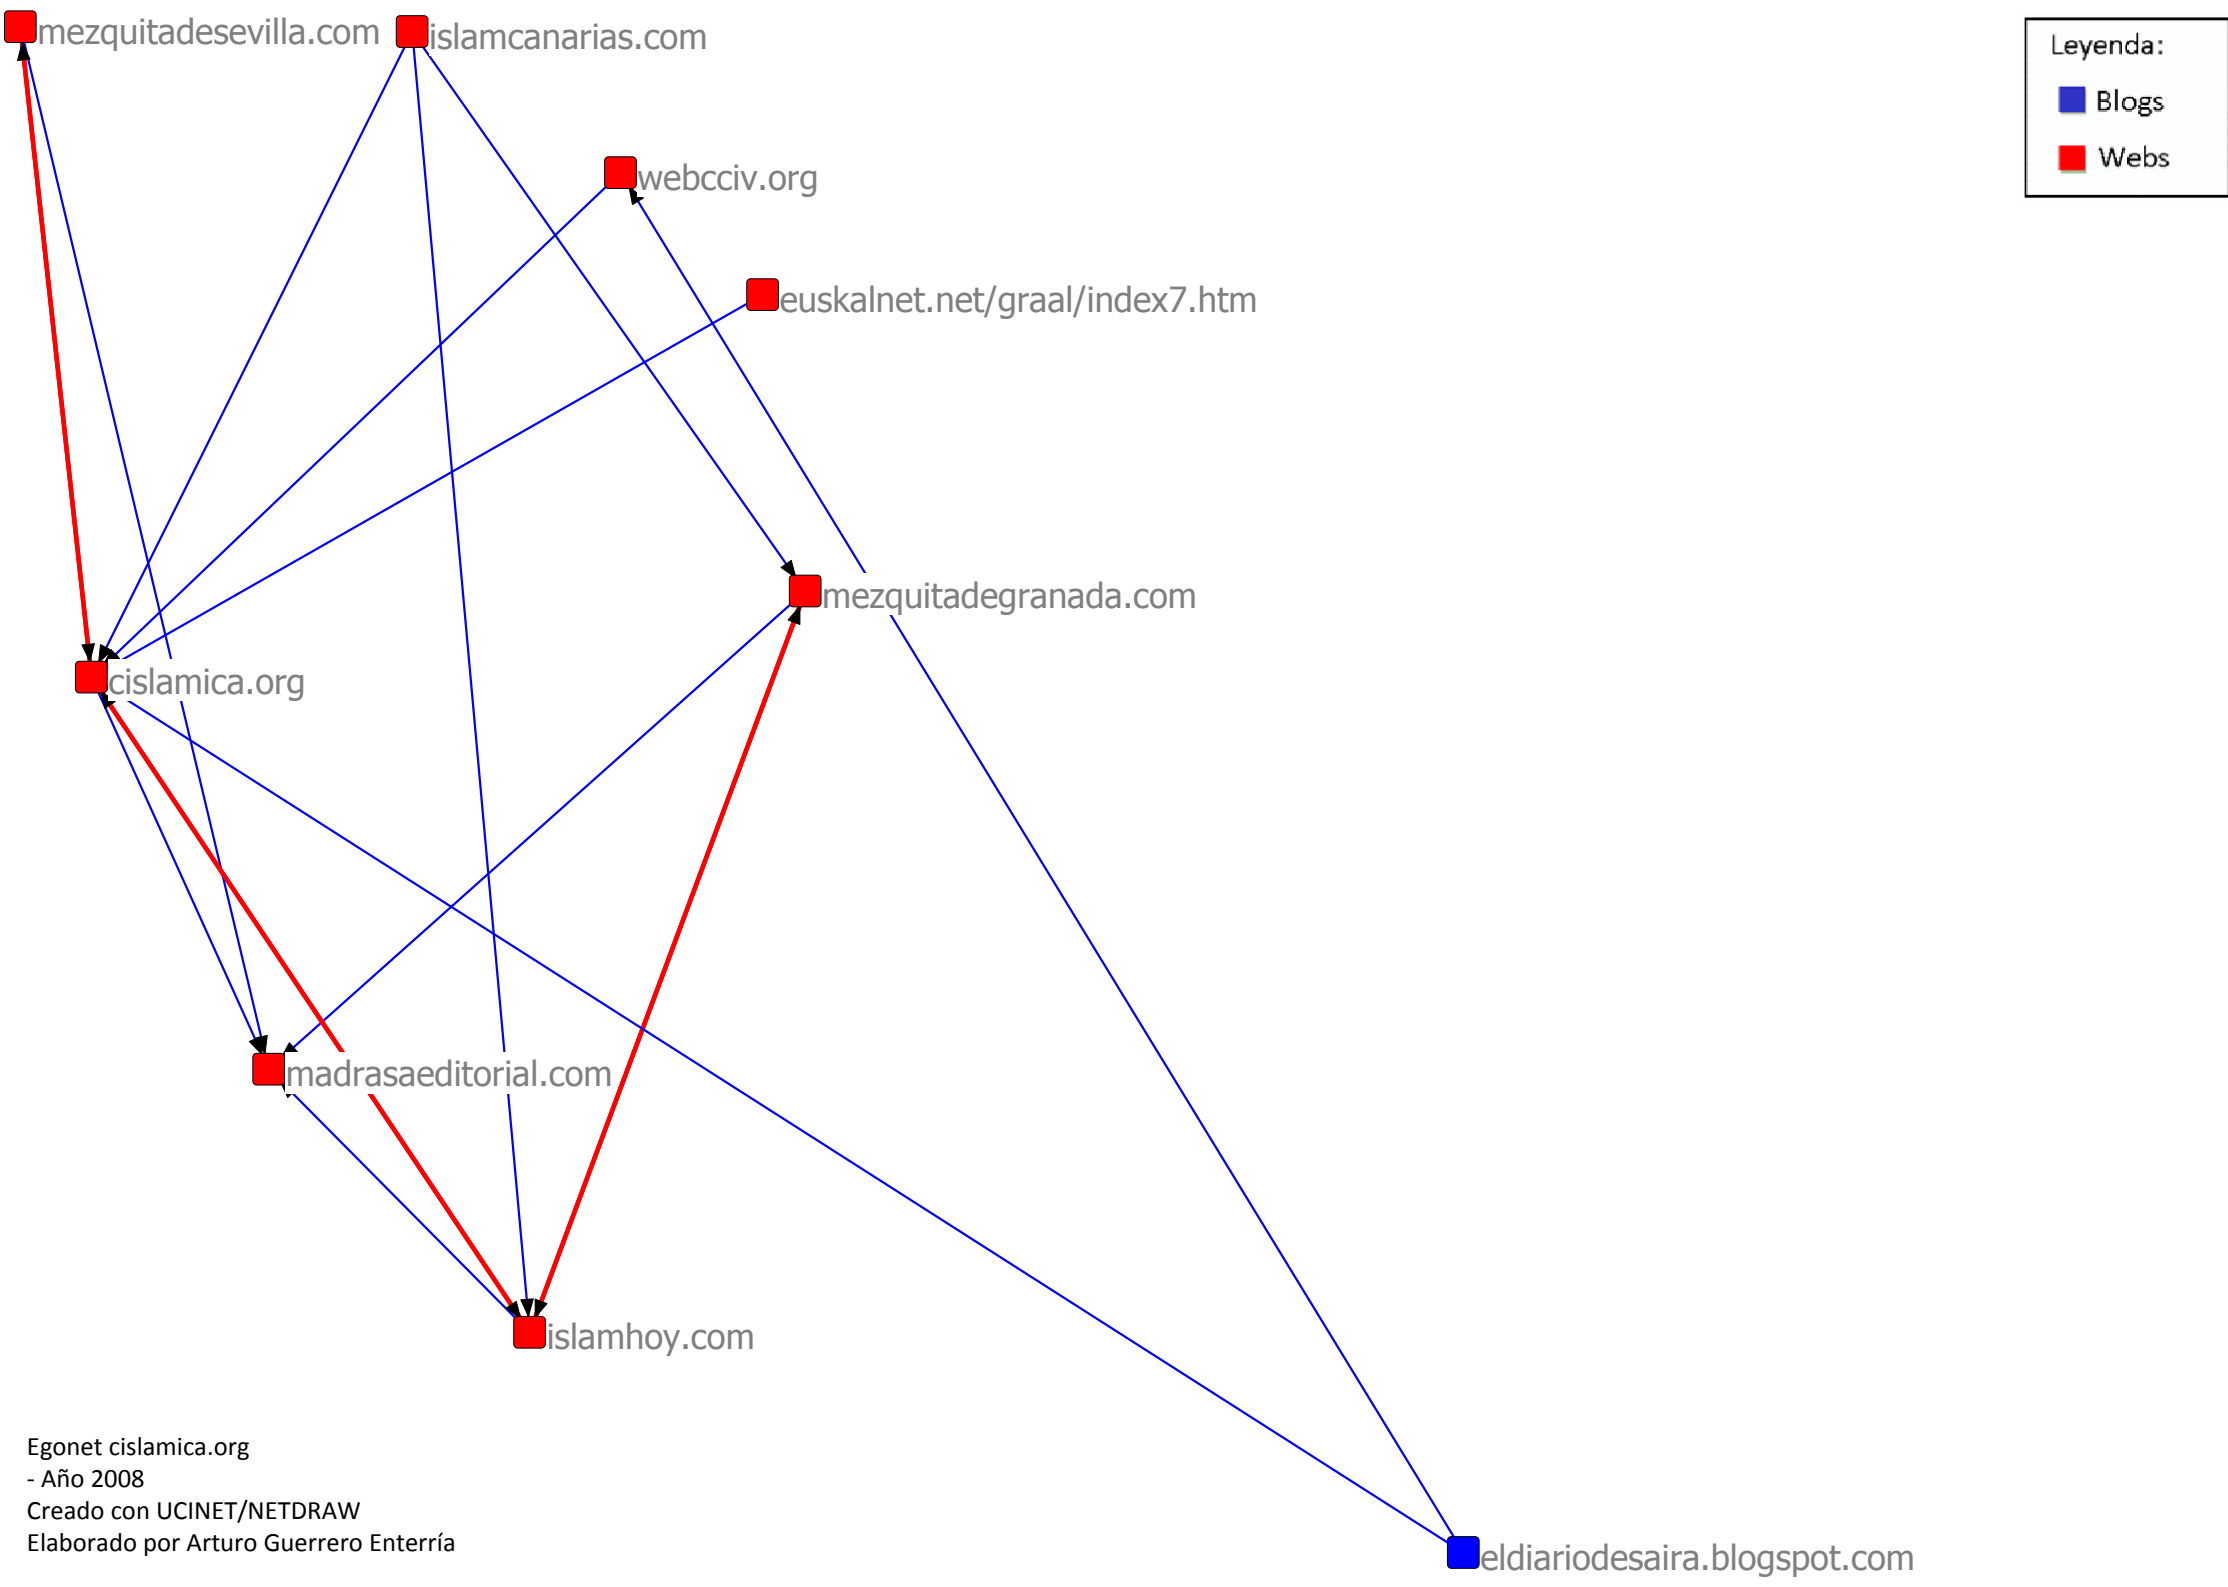 mezquitadesevilla.com
islamcanarias.com
Leyenda:
Blogs
Webs
webcciv.org
euskalnet.net/graal/index7.htm
mezquitadegranada.com
cislamica.org
madrasaeditorial.com
islamhoy.com
Egonet cislamica.org
- Año 2008
Creado con UCINET/NETDRAW
Elaborado por Arturo Guerrero Enterría
eldiariodesaira.blogspot.com